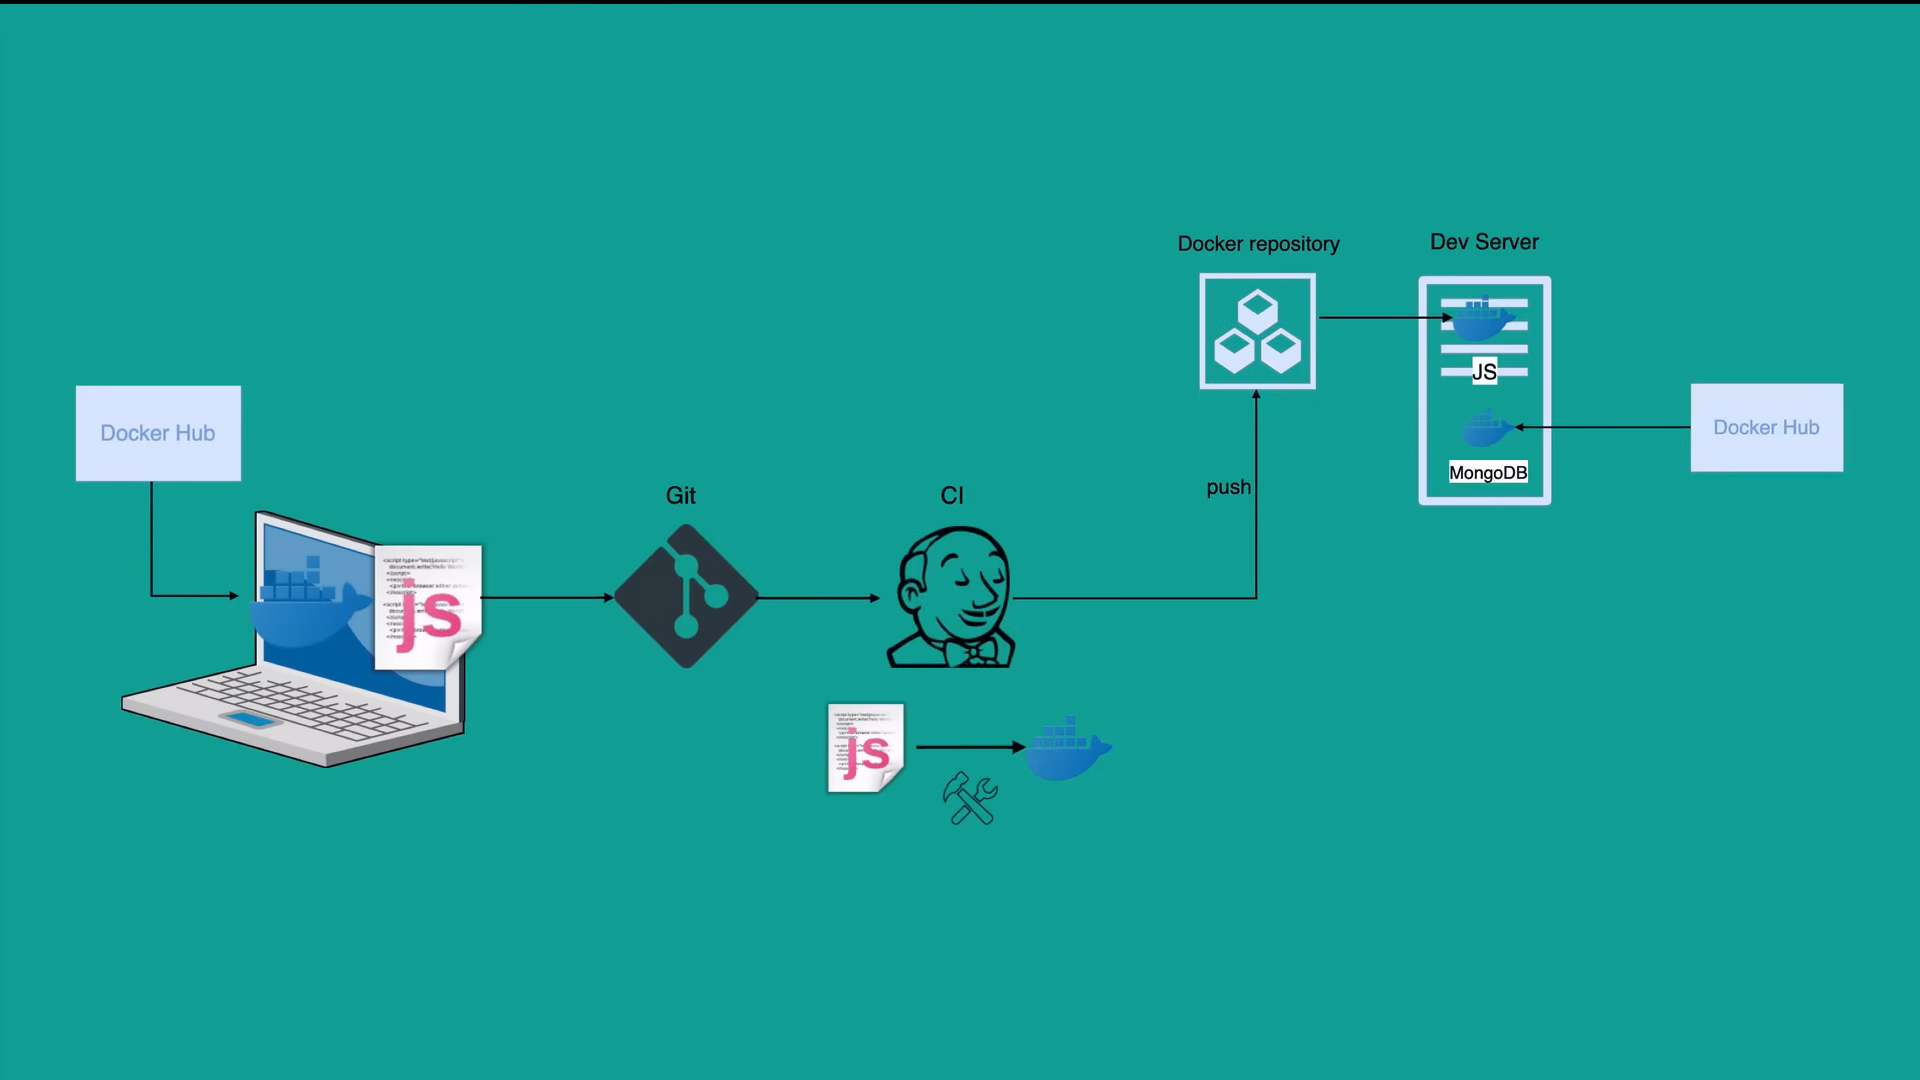 Docker repository
Dev Server
JS
Docker Hub
Docker Hub
MongoDB
push
Git
CI
js
js